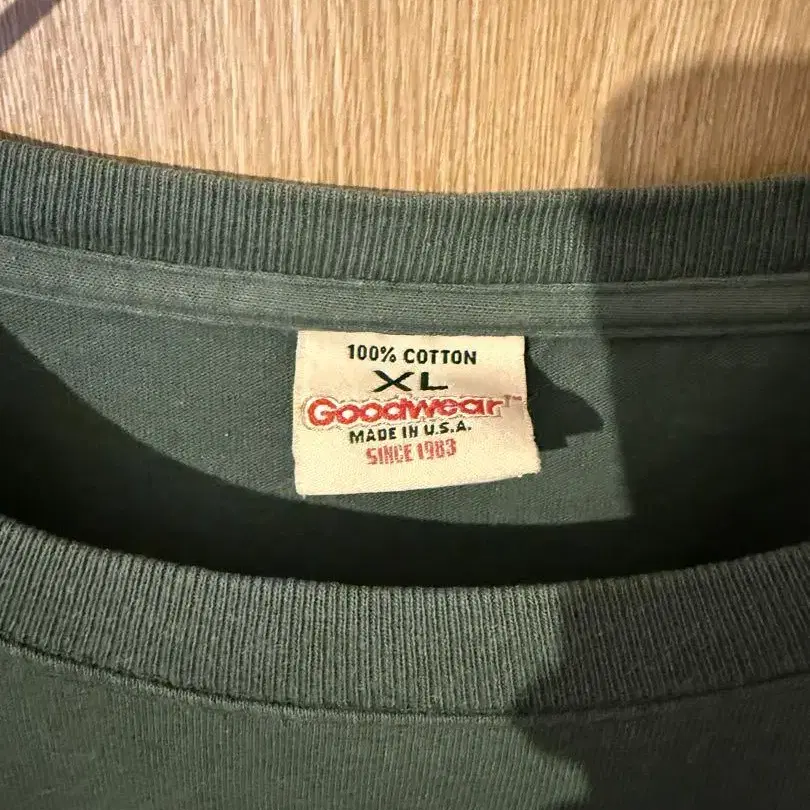 100% COTTON
XL
Goodwear™
MADE IN U.S.A.
SINCE 1983